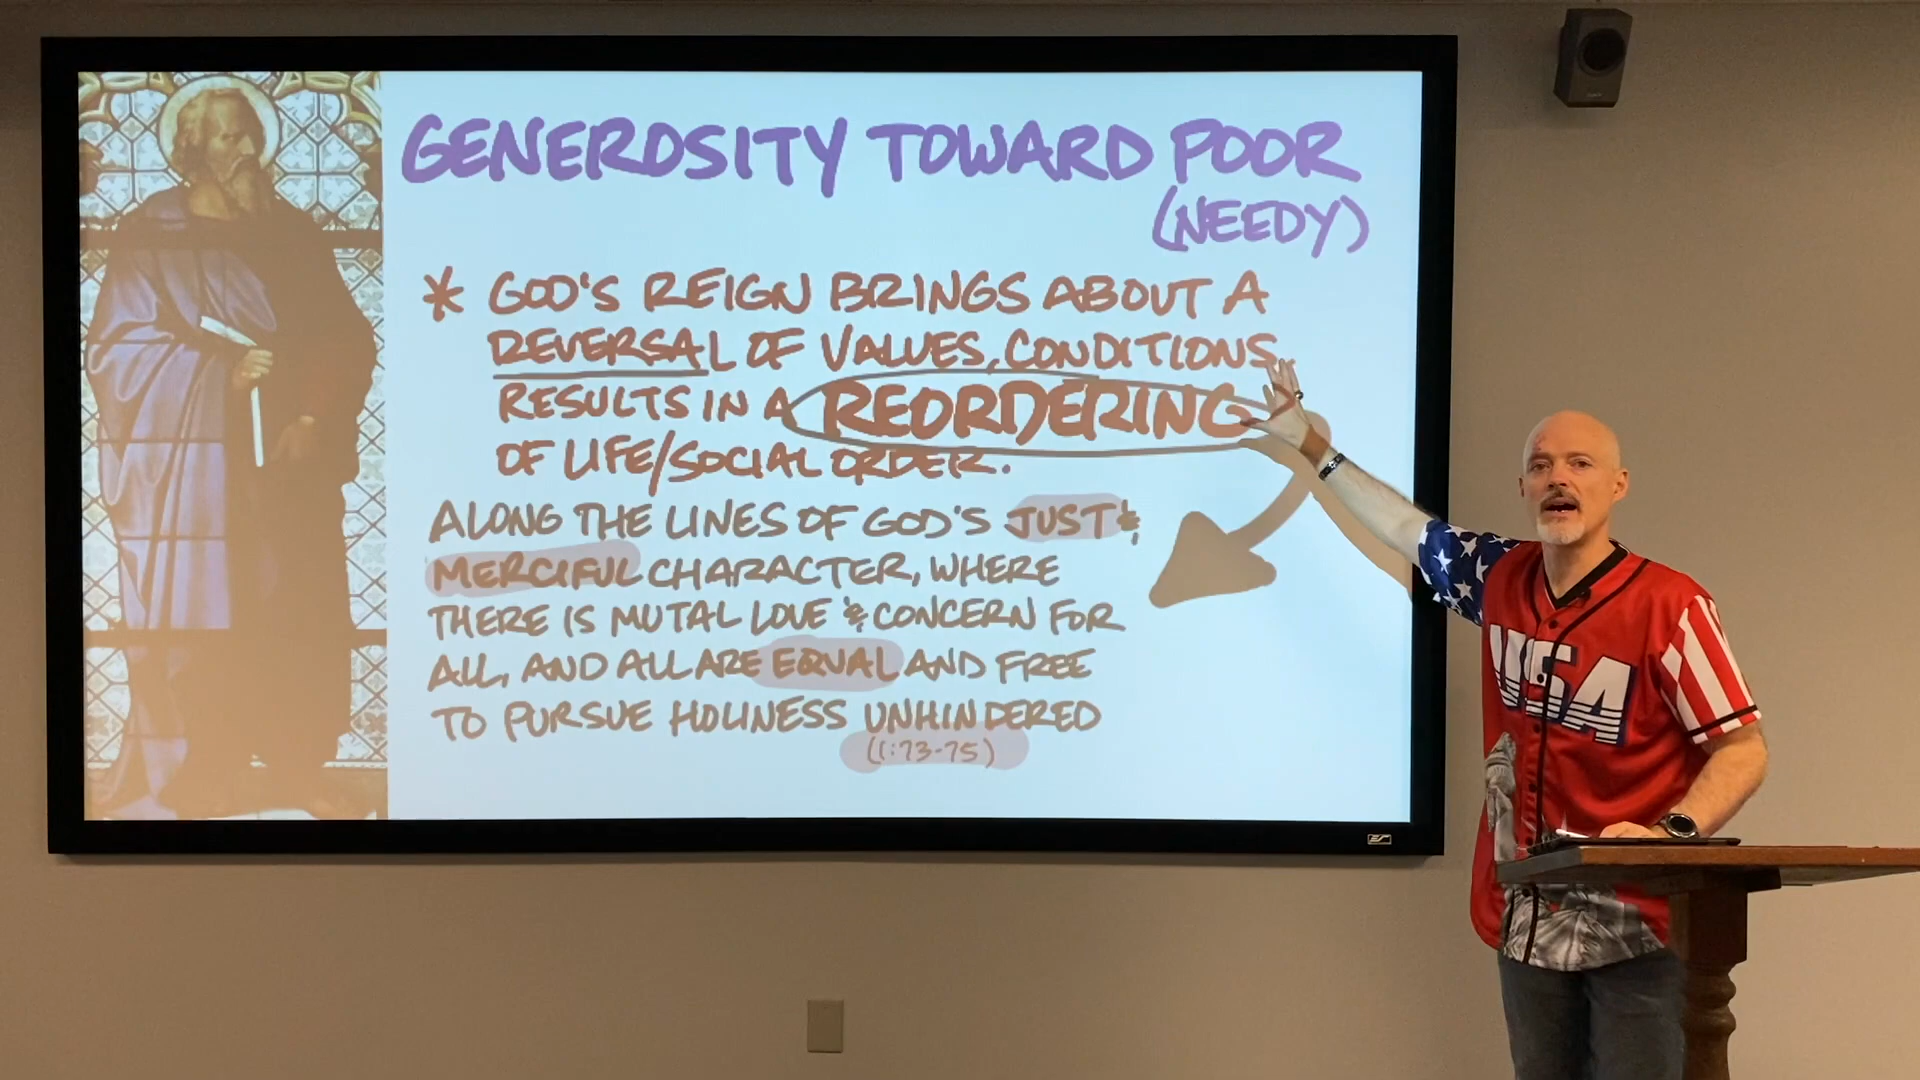 GENEROSITY TOWARD POOR
(NEEDY)
* GOD'S REIGN BRINGS ABOUT A
REVERSAL OF VALUES, CONDITIONS,
RESULTS IN A REORDERING
OF LIFE/SOCIAL ORDER.
ALONG THE LINES OF GOD'S JUST &
MERCIFUL CHARACTER, WHERE
THERE IS MUTAL LOVE & CONCERN FOR
ALL, AND ALL ARE EQUAL AND FREE
TO PURSUE HOLINESS UNHINDERED
(1:73-75)
USA
ES